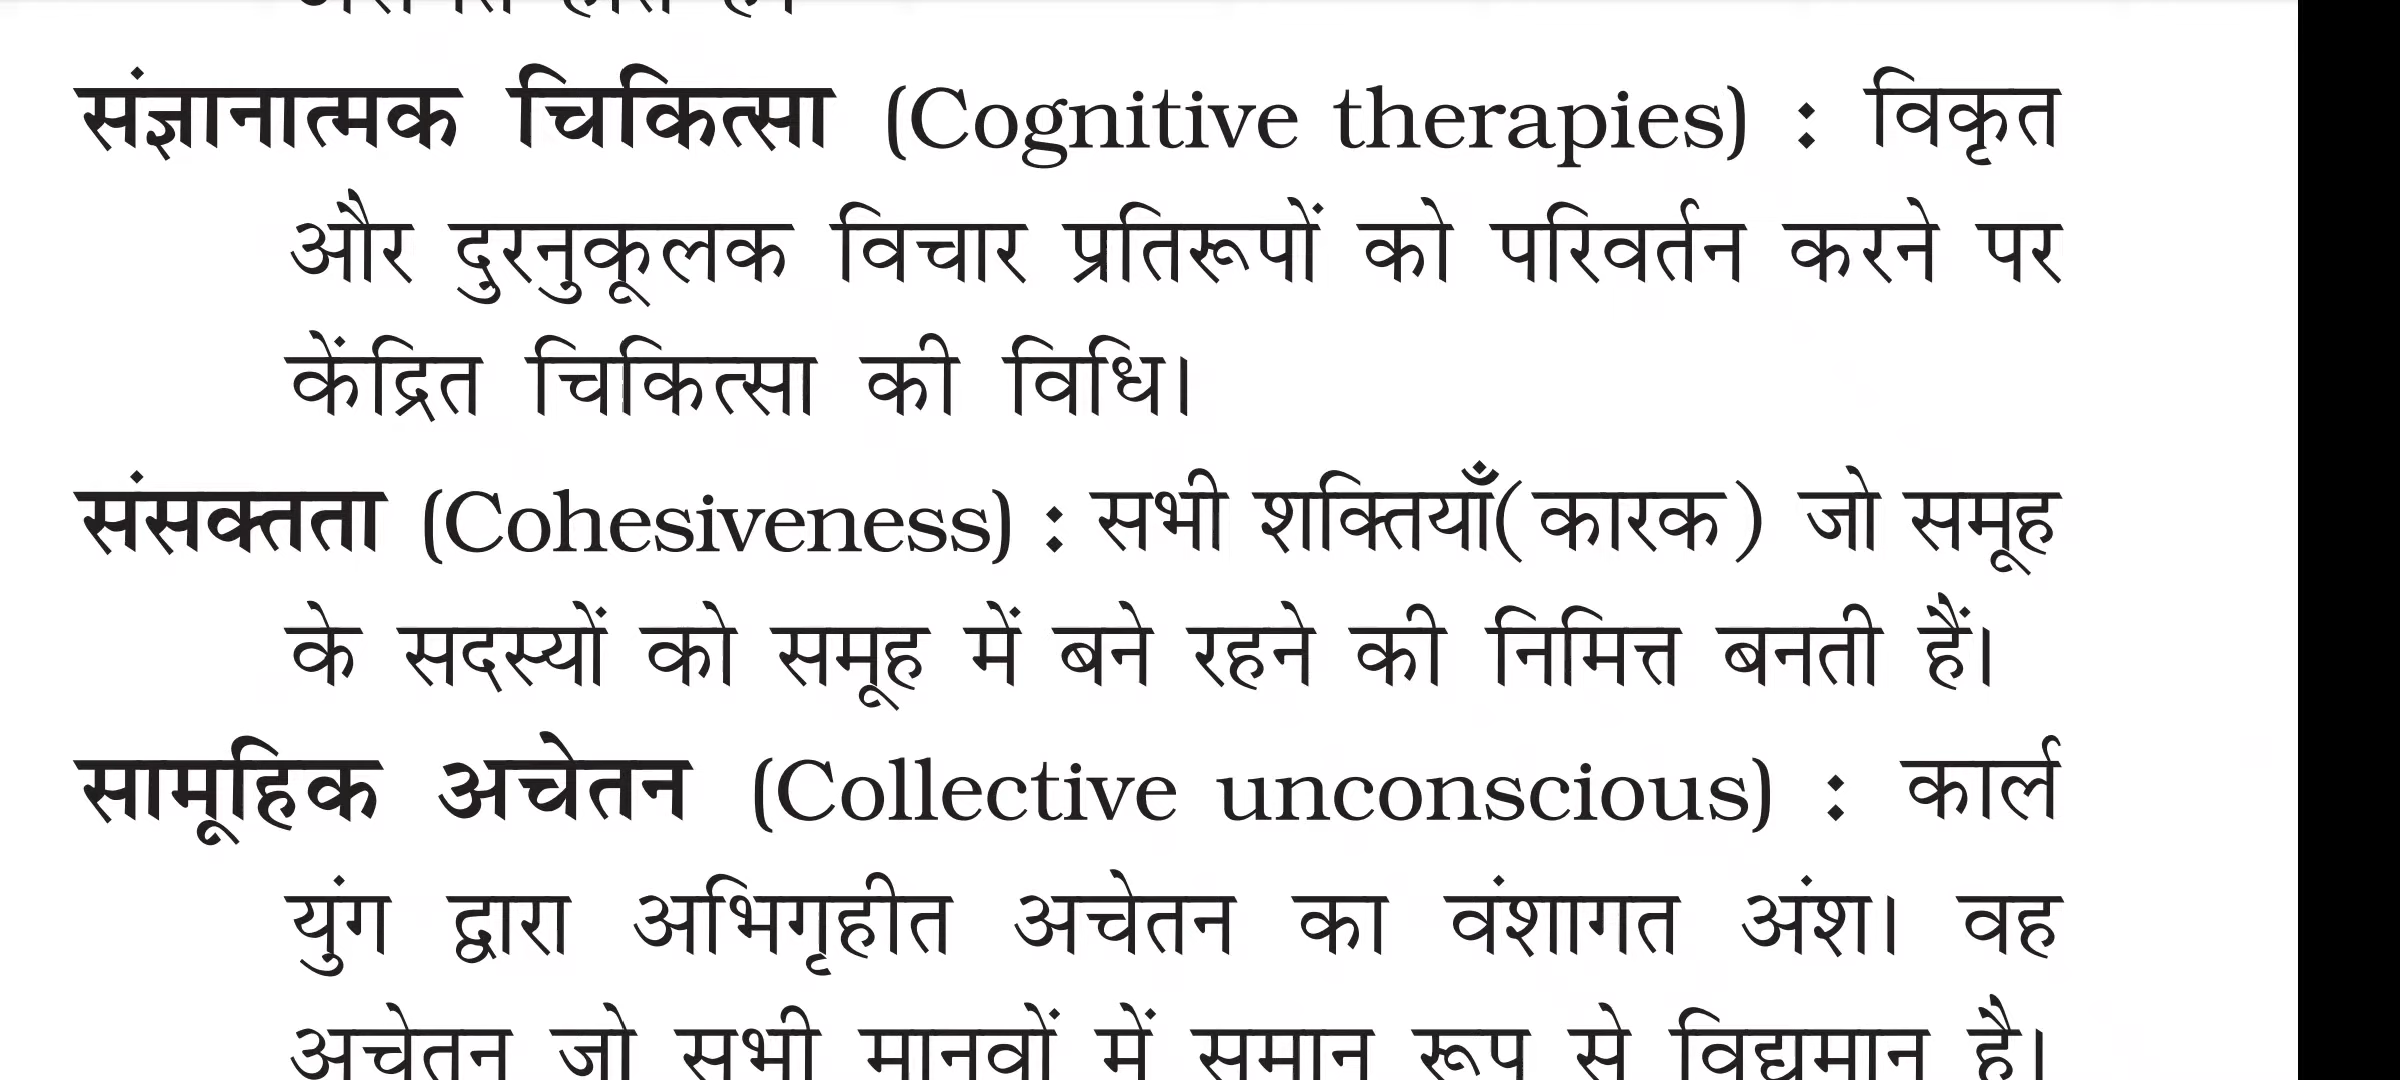 संज्ञानात्मक चिकित्सा (Cognitive therapies) : विकृत
और दुरनुकूलक विचार प्रतिरूपों को परिवर्तन करने पर
केंद्रित चिकित्सा की विधि।
संसक्तता (Cohesiveness) : सभी शक्तियाँ(कारक) जो समूह
के सदस्यों को समूह में बने रहने की निमित्त बनती हैं।
सामूहिक अचेतन (Collective unconscious) : कार्ल
युंग द्वारा अभिगृहीत अचेतन का वंशागत अंश। वह
अचेतन जो सभी मानवों में समान रूप से विद्यमान है।